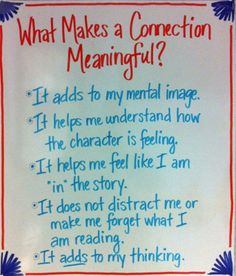 What Makes a Connection
Meaningful?
*It adds to my mental image.
*It helps me understand how
the character is feeling.
*It helps me feel like I am
"in" the story.
*It does not distract me or
make me forget what I
am reading.
*It adds to my thinking.